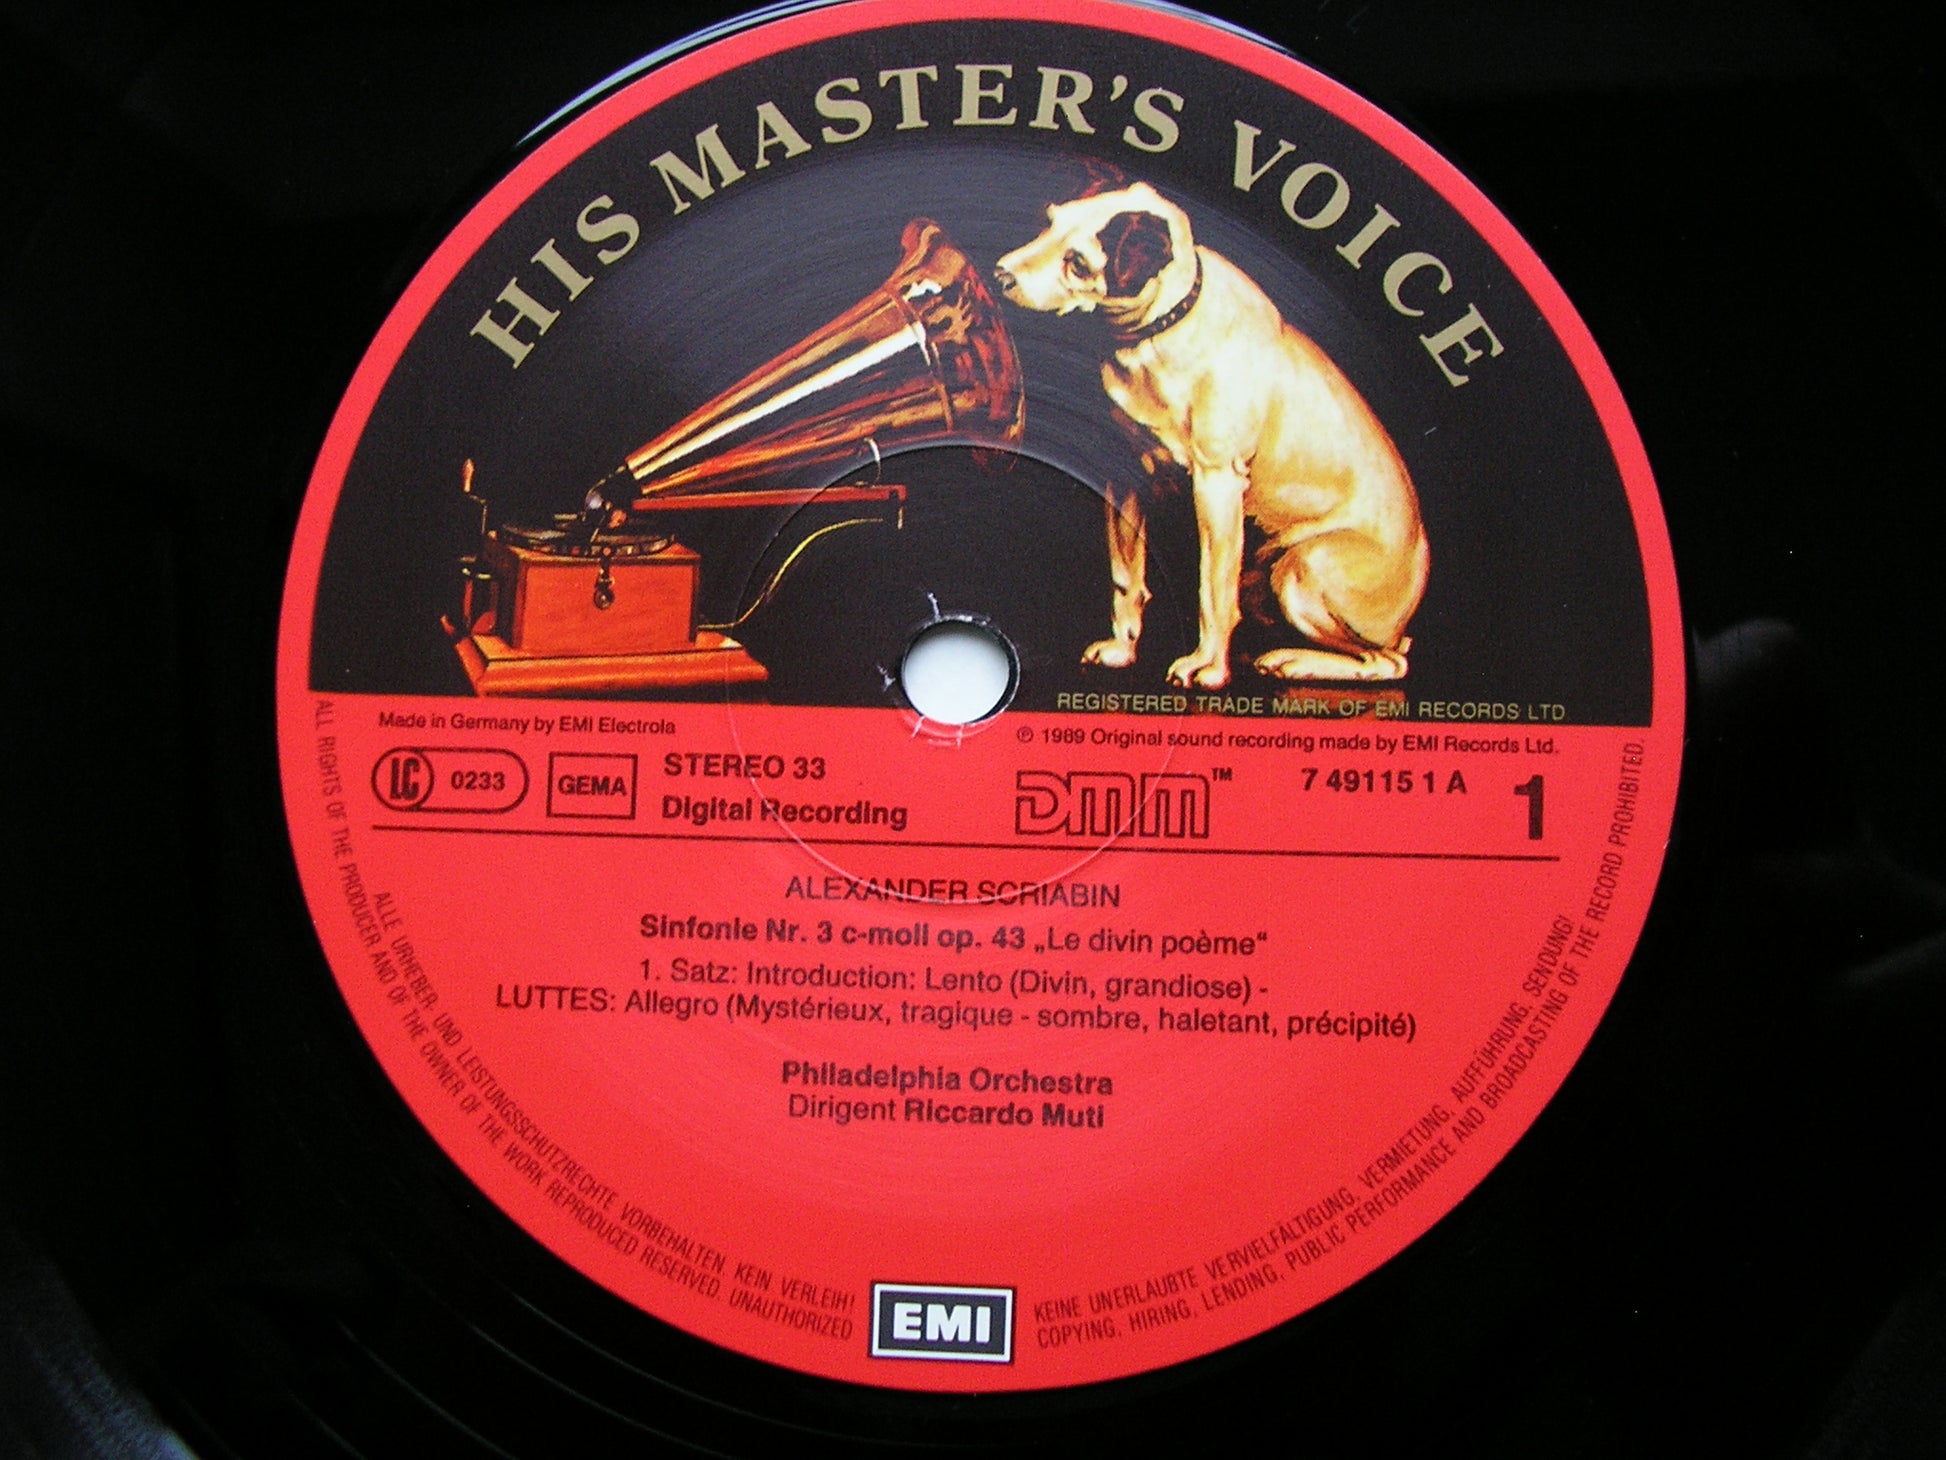 HIS MASTER'S VOICE
REGISTERED TRADE MARK OF EMI RECORDS LTD
Made in Germany by EMI Electrola
℗ 1989 Original sound recording made by EMI Records Ltd.
LC 0233
GEMA
STEREO 33
Digital Recording
DMM™
7 49115 1 A
1
ALEXANDER SCRIABIN
Sinfonie Nr. 3 c-moll op. 43 „Le divin poème“
1. Satz: Introduction: Lento (Divin, grandiose) -
LUTTES: Allegro (Mystérieux, tragique - sombre, haletant, précipité)
Philadelphia Orchestra
Dirigent Riccardo Muti
ALLE URHEBER- UND LEISTUNGSSCHUTZRECHTE VORBEHALTEN. KEIN VERLEIH! KEINE UNERLAUBTE VERVIELFÄLTIGUNG, VERMIETUNG, AUFFÜHRUNG, SENDUNG!
ALL RIGHTS OF THE PRODUCER AND OF THE OWNER OF THE WORK REPRODUCED RESERVED. UNAUTHORIZED COPYING, HIRING, LENDING, PUBLIC PERFORMANCE AND BROADCASTING OF THE RECORD PROHIBITED.
EMI